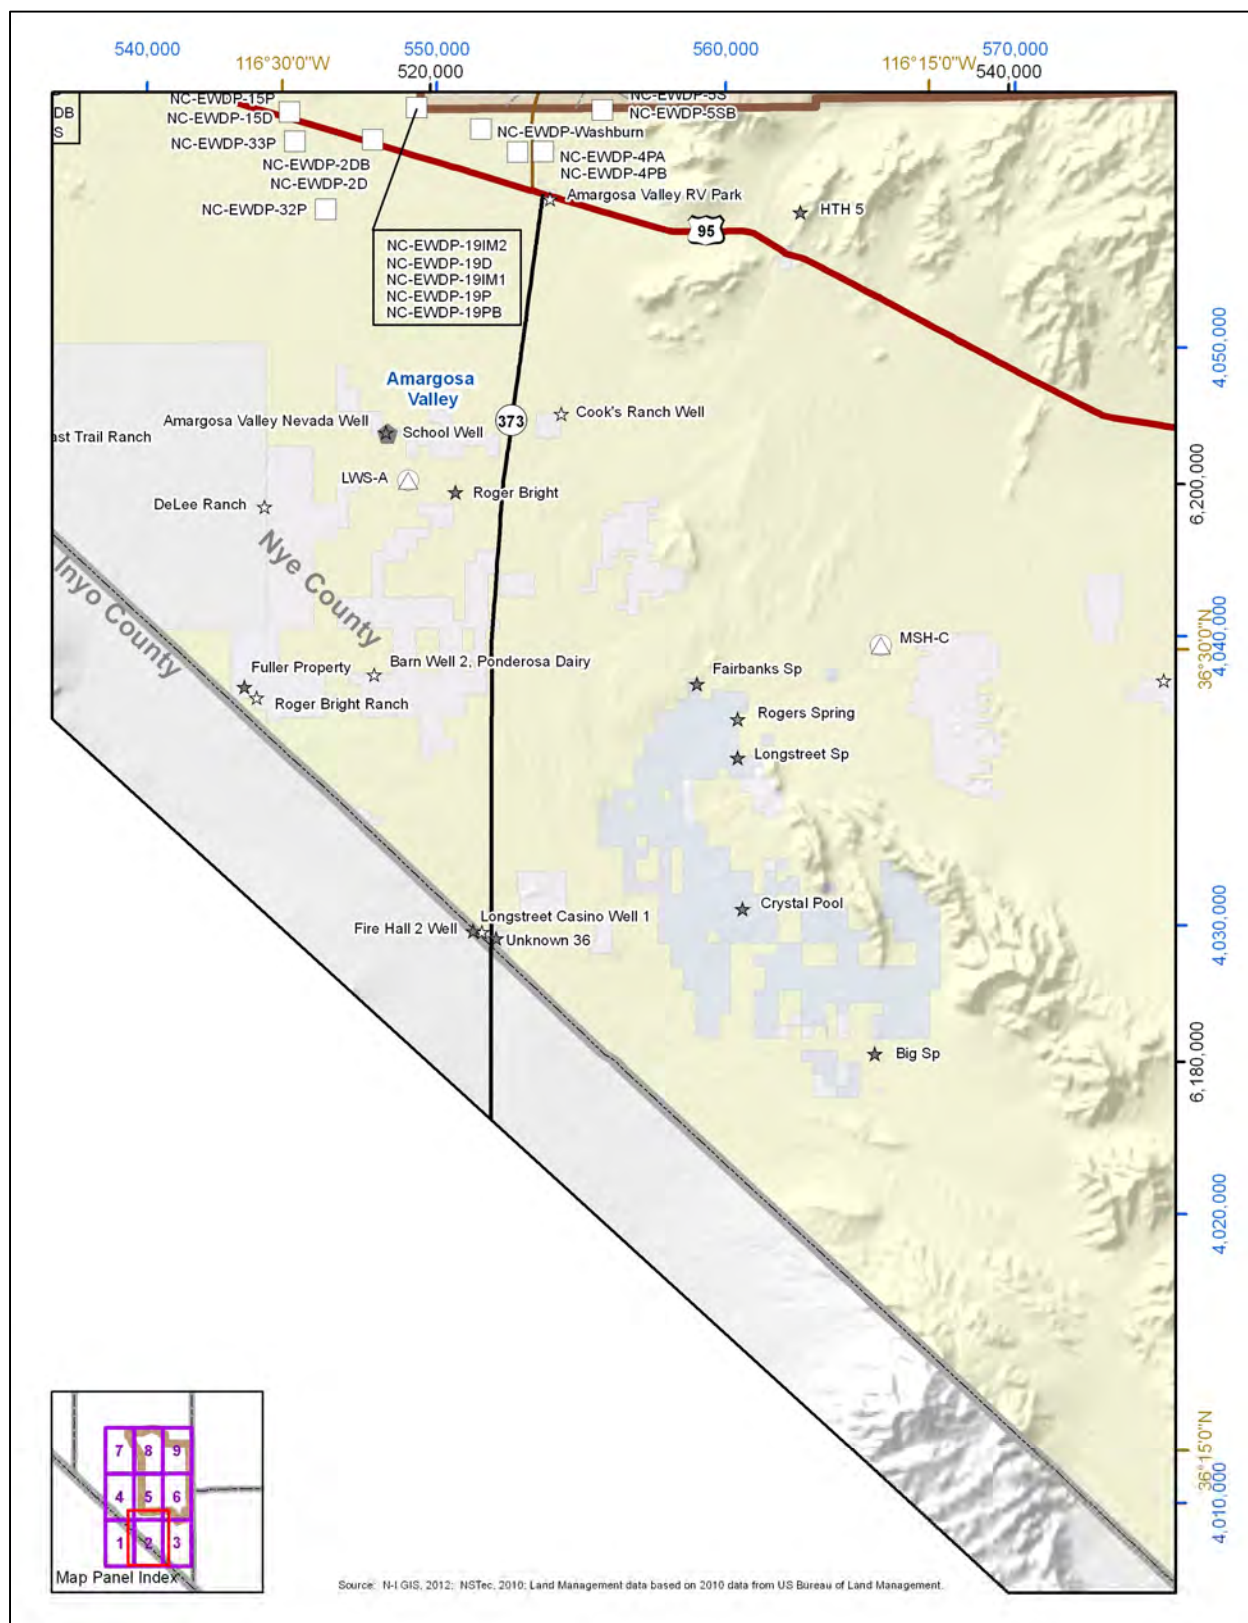 540,000
550,000
560,000
570,000
116°30'0"W
116°15'0"W
520,000
540,000
DB
S
NC-EWDP-15P
NC-EWDP-15D
NC-EWDP-33P
NC-EWDP-2DB
NC-EWDP-2D
NC-EWDP-32P
NC-EWDP-5S
NC-EWDP-5SB
NC-EWDP-Washburn
NC-EWDP-4PA
NC-EWDP-4PB
Amargosa Valley RV Park
HTH 5
95
NC-EWDP-19IM2
NC-EWDP-19D
NC-EWDP-19IM1
NC-EWDP-19P
NC-EWDP-19PB
4,050,000
Amargosa
Valley
Amargosa Valley Nevada Well
School Well
373
Cook's Ranch Well
ast Trail Ranch
LWS-A
Roger Bright
DeLee Ranch
6,200,000
Nye County
Inyo County
MSH-C
4,040,000
36°30'0"N
Fuller Property
Barn Well 2, Ponderosa Dairy
Roger Bright Ranch
Fairbanks Sp
Rogers Spring
Longstreet Sp
Crystal Pool
Longstreet Casino Well 1
Fire Hall 2 Well
Unknown 36
4,030,000
Big Sp
6,180,000
4,020,000
36°15'0"N
4,010,000
7
8
9
4
5
6
1
2
3
Map Panel Index
Source: N-I GIS, 2012; NSTec, 2010; Land Management data based on 2010 data from US Bureau of Land Management.